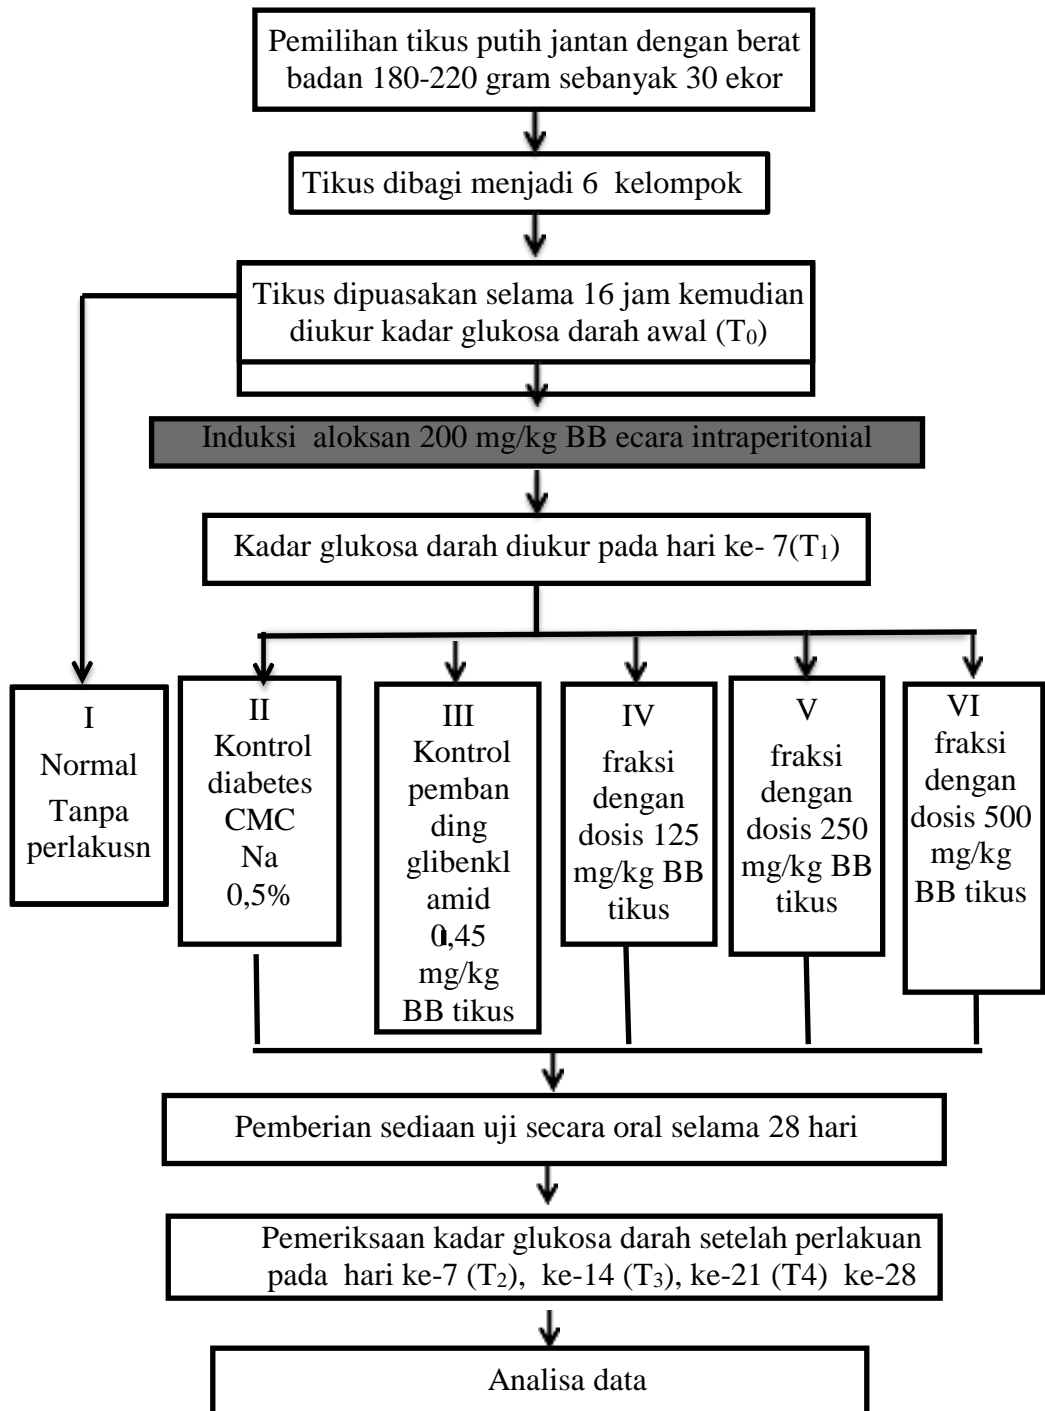 Pemilihan tikus putih jantan dengan berat
badan 180-220 gram sebanyak 30 ekor
Tikus dibagi menjadi 6 kelompok
Tikus dipuasakan selama 16 jam kemudian
diukur kadar glukosa darah awal (T₀)
Induksi aloksan 200 mg/kg BB ecara intraperitonial
Kadar glukosa darah diukur pada hari ke- 7(T₁)
I
Normal
Tanpa
perlakusn
II
Kontrol
diabetes
CMC
Na
0,5%
III
Kontrol
pemban
ding
glibenkl
amid
0,45
mg/kg
BB tikus
IV
fraksi
dengan
dosis 125
mg/kg BB
tikus
V
fraksi
dengan
dosis 250
mg/kg BB
tikus
VI
fraksi
dengan
dosis 500
mg/kg
BB tikus
Pemberian sediaan uji secara oral selama 28 hari
Pemeriksaan kadar glukosa darah setelah perlakuan
pada hari ke-7 (T₂), ke-14 (T₃), ke-21 (T4) ke-28
Analisa data